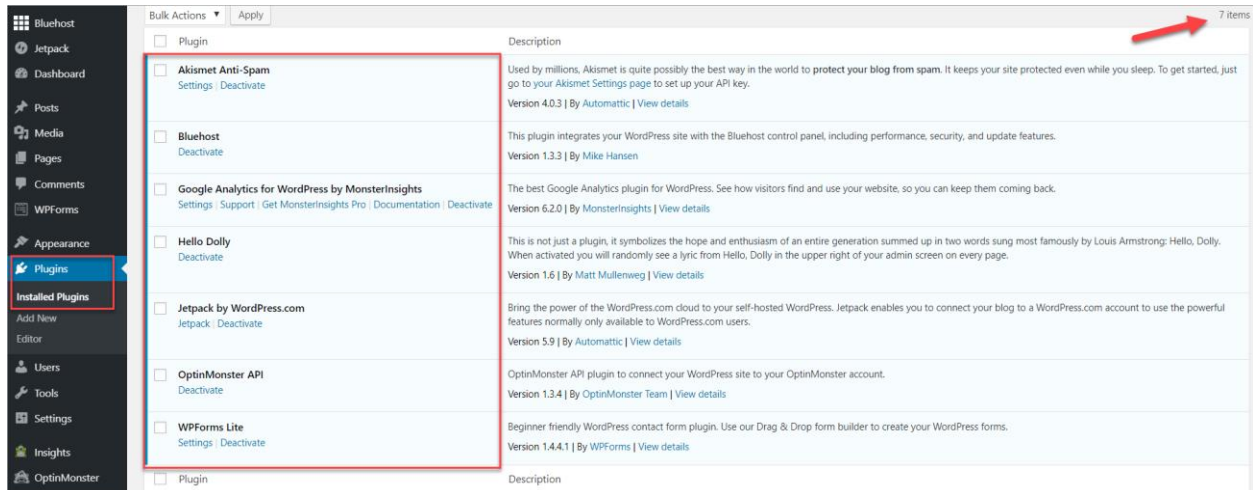 Bluehost
Jetpack
Dashboard
Posts
Media
Pages
Comments
WPForms
Appearance
Plugins
Installed Plugins
Add New
Editor
Users
Tools
Settings
Insights
OptinMonster
Bulk Actions ▼ Apply
7 items
Plugin Description
Akismet Anti-Spam
Settings | Deactivate
Used by millions, Akismet is quite possibly the best way in the world to protect your blog from spam. It keeps your site protected even while you sleep. To get started, just
go to your Akismet Settings page to set up your API key.
Version 4.0.3 | By Automattic | View details
Bluehost
Deactivate
This plugin integrates your WordPress site with the Bluehost control panel, including performance, security, and update features.
Version 1.3.3 | By Mike Hansen
Google Analytics for WordPress by MonsterInsights
Settings | Support | Get MonsterInsights Pro | Documentation | Deactivate
The best Google Analytics plugin for WordPress. See how visitors find and use your website, so you can keep them coming back.
Version 6.2.0 | By MonsterInsights | View details
Hello Dolly
Deactivate
This is not just a plugin, it symbolizes the hope and enthusiasm of an entire generation summed up in two words sung most famously by Louis Armstrong: Hello, Dolly.
When activated you will randomly see a lyric from Hello, Dolly in the upper right of your admin screen on every page.
Version 1.6 | By Matt Mullenweg | View details
Jetpack by WordPress.com
Jetpack | Deactivate
Bring the power of the WordPress.com cloud to your self-hosted WordPress. Jetpack enables you to connect your blog to a WordPress.com account to use the powerful
features normally only available to WordPress.com users.
Version 5.9 | By Automattic | View details
OptinMonster API
Deactivate
OptinMonster API plugin to connect your WordPress site to your OptinMonster account.
Version 1.3.4 | By OptinMonster Team | View details
WPForms Lite
Settings | Deactivate
Beginner friendly WordPress contact form plugin. Use our Drag & Drop form builder to create your WordPress forms.
Version 1.4.4.1 | By WPForms | View details
Plugin Description